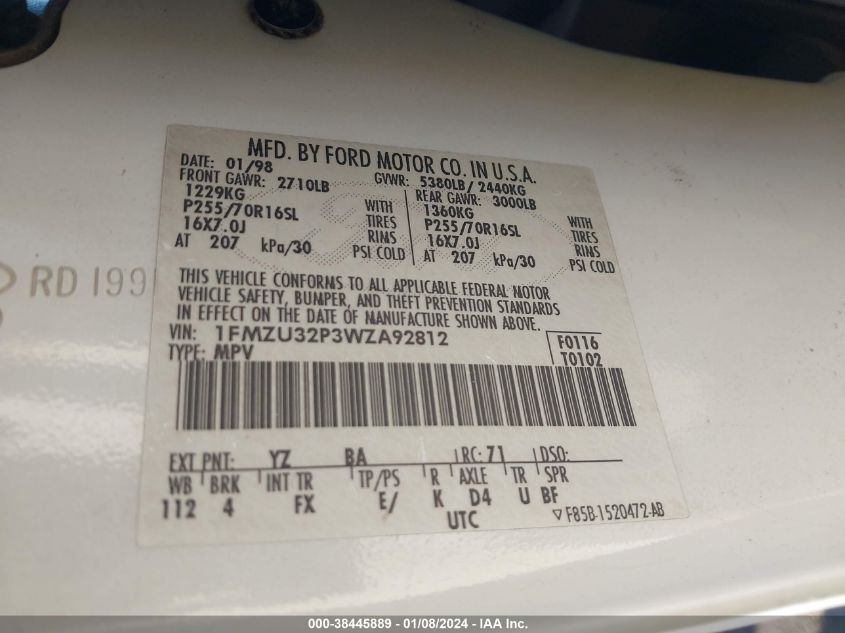 MFD. BY FORD MOTOR CO. IN U.S.A.
DATE: 01/98 GVWR: 5380LB/ 2440KG
FRONT GAWR: 2710LB REAR GAWR: 3000LB
1229KG WITH 1360KG WITH
P255/70R16SL TIRES P255/70R16SL TIRES
16X7.0J RIMS 16X7.0J RIMS
AT 207 kPa/30 PSI COLD AT 207 kPa/30 PSI COLD
THIS VEHICLE CONFORMS TO ALL APPLICABLE FEDERAL MOTOR
VEHICLE SAFETY, BUMPER, AND THEFT PREVENTION STANDARDS
IN EFFECT ON THE DATE OF MANUFACTURE SHOWN ABOVE.
VIN: 1FMZU32P3WZA92812 F0116
TYPE: MPV T0102
EXT PNT: YZ BA RC: 71 DSO:
WB BRK INT TR TP/PS R AXLE TR SPR
112 4 FX E/ K D4 U BF
UTC F85B-1520472-AB
RD 199
000-38445889 - 01/08/2024 - IAA Inc.